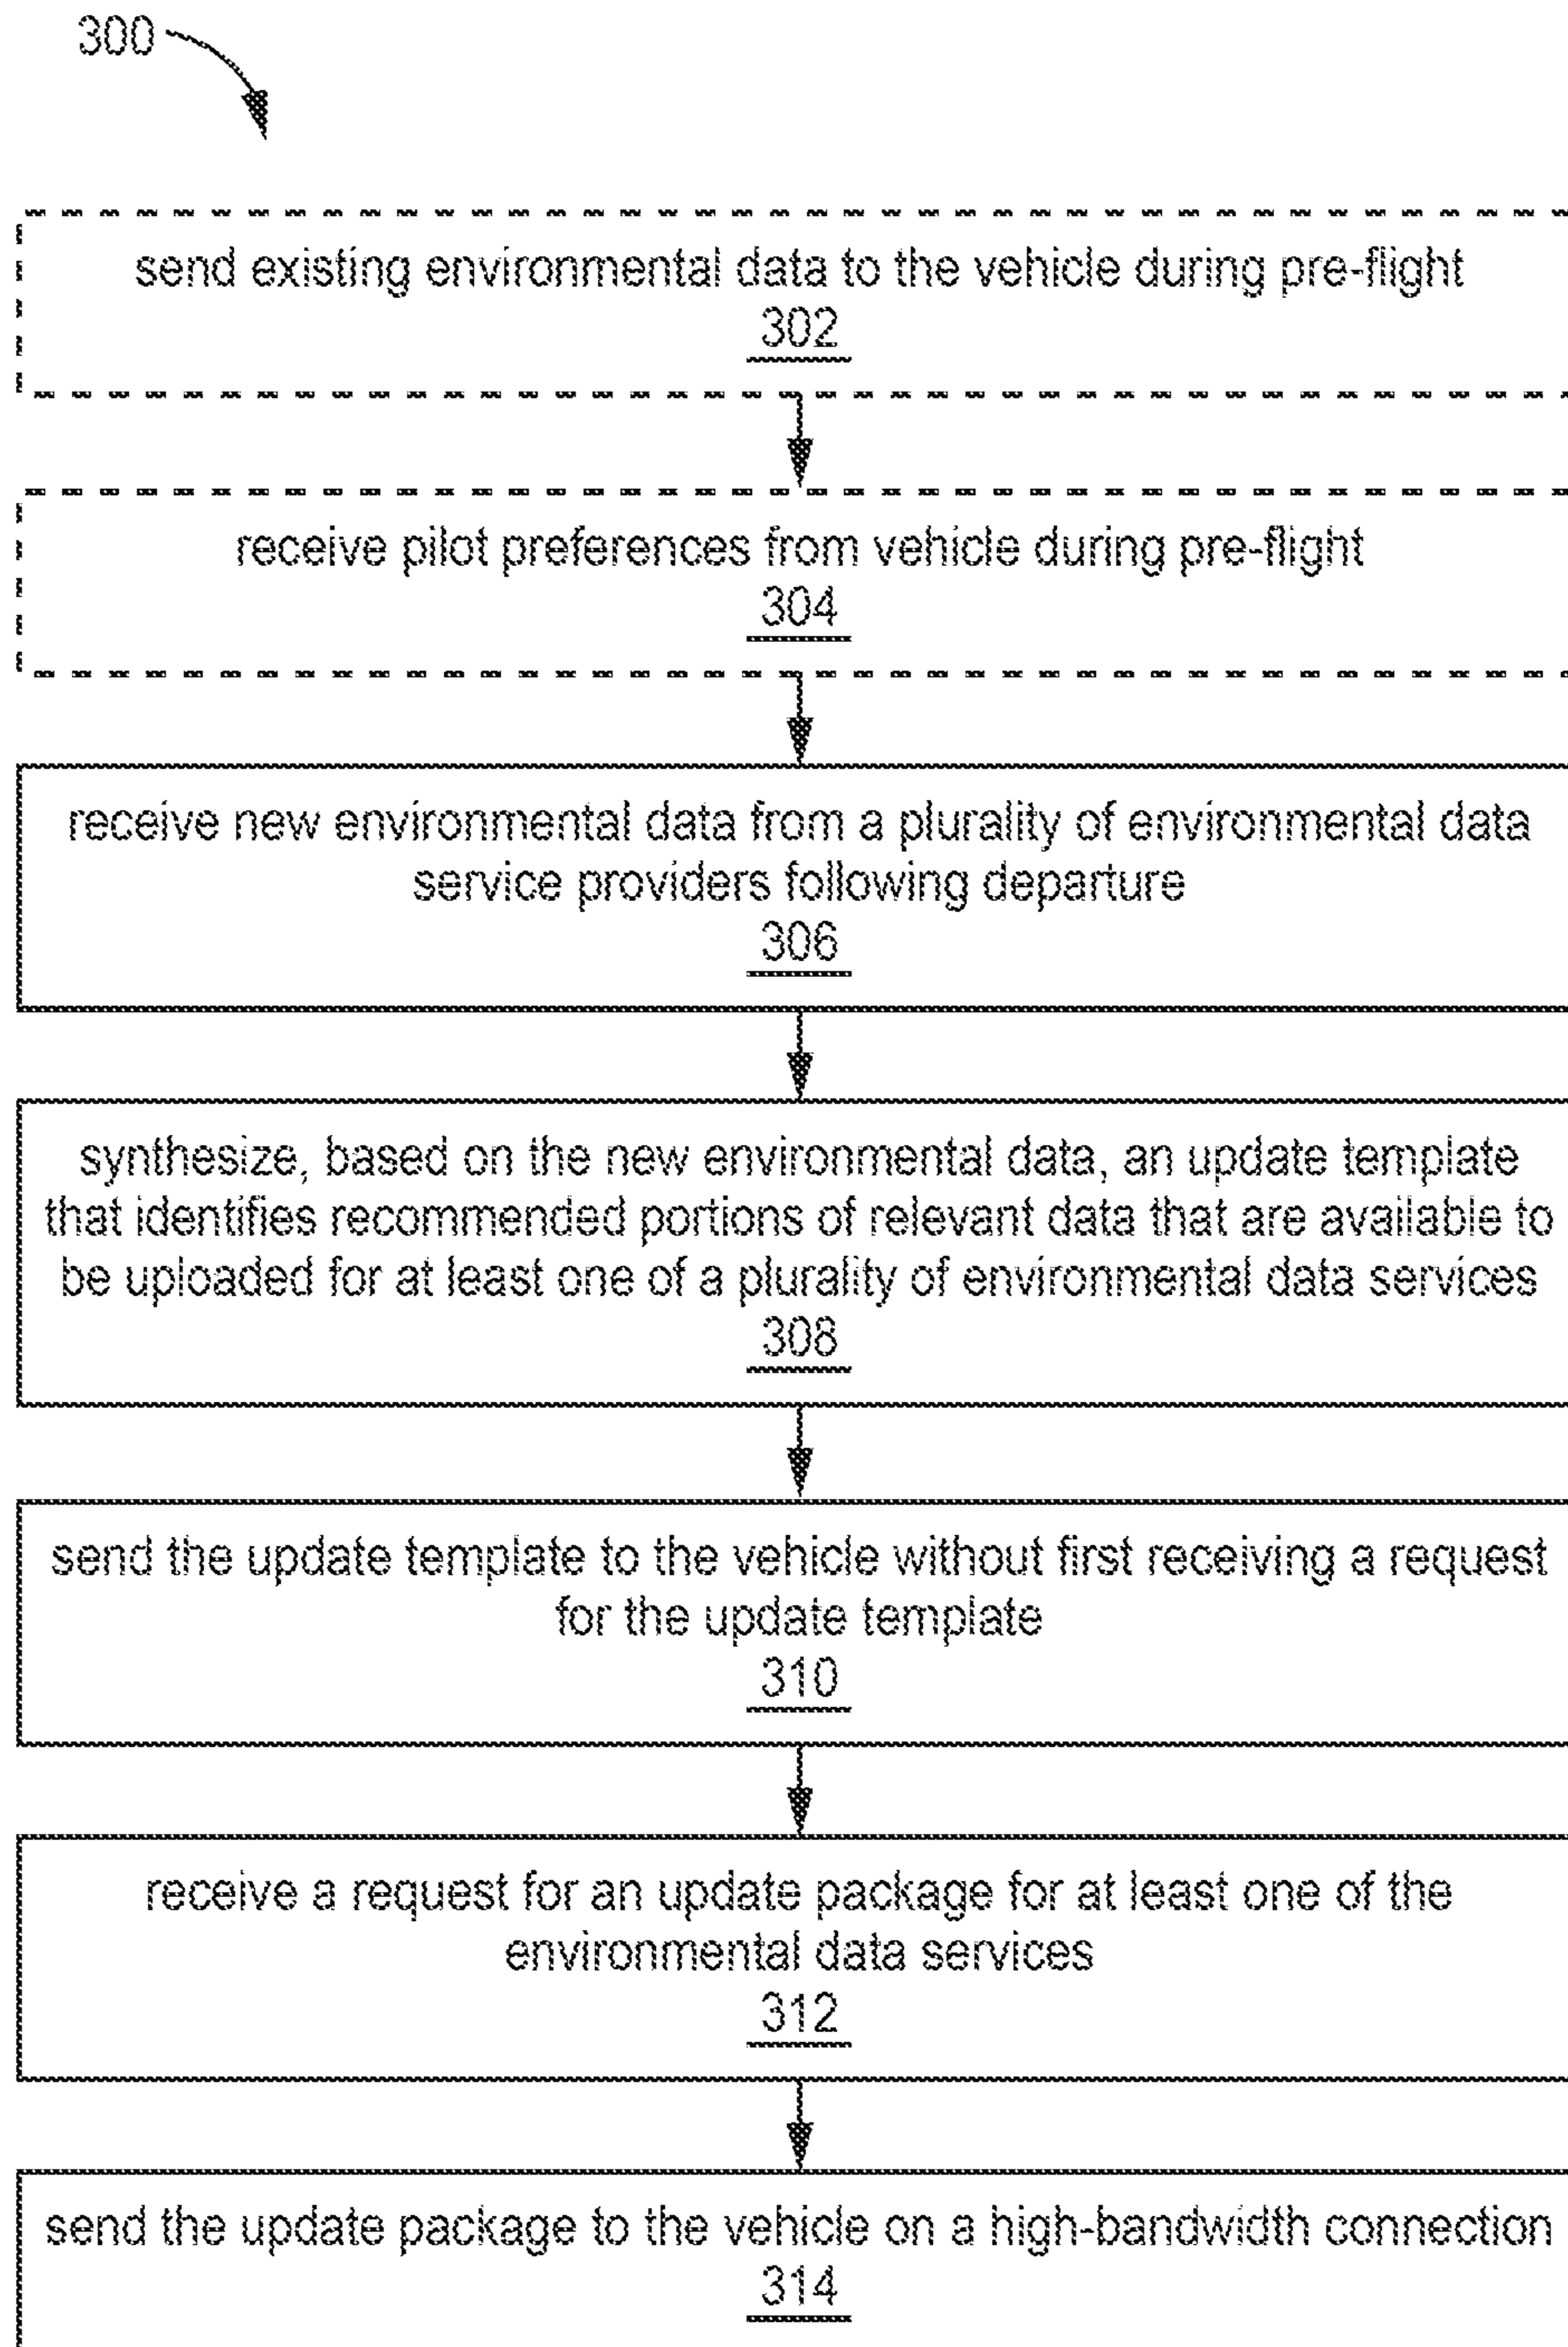 300
send existing environmental data to the vehicle during pre-flight
302
receive pilot preferences from vehicle during pre-flight
304
receive new environmental data from a plurality of environmental data
service providers following departure
306
synthesize, based on the new environmental data, an update template
that identifies recommended portions of relevant data that are available to
be uploaded for at least one of a plurality of environmental data services
308
send the update template to the vehicle without first receiving a request
for the update template
310
receive a request for an update package for at least one of the
environmental data services
312
send the update package to the vehicle on a high-bandwidth connection
314